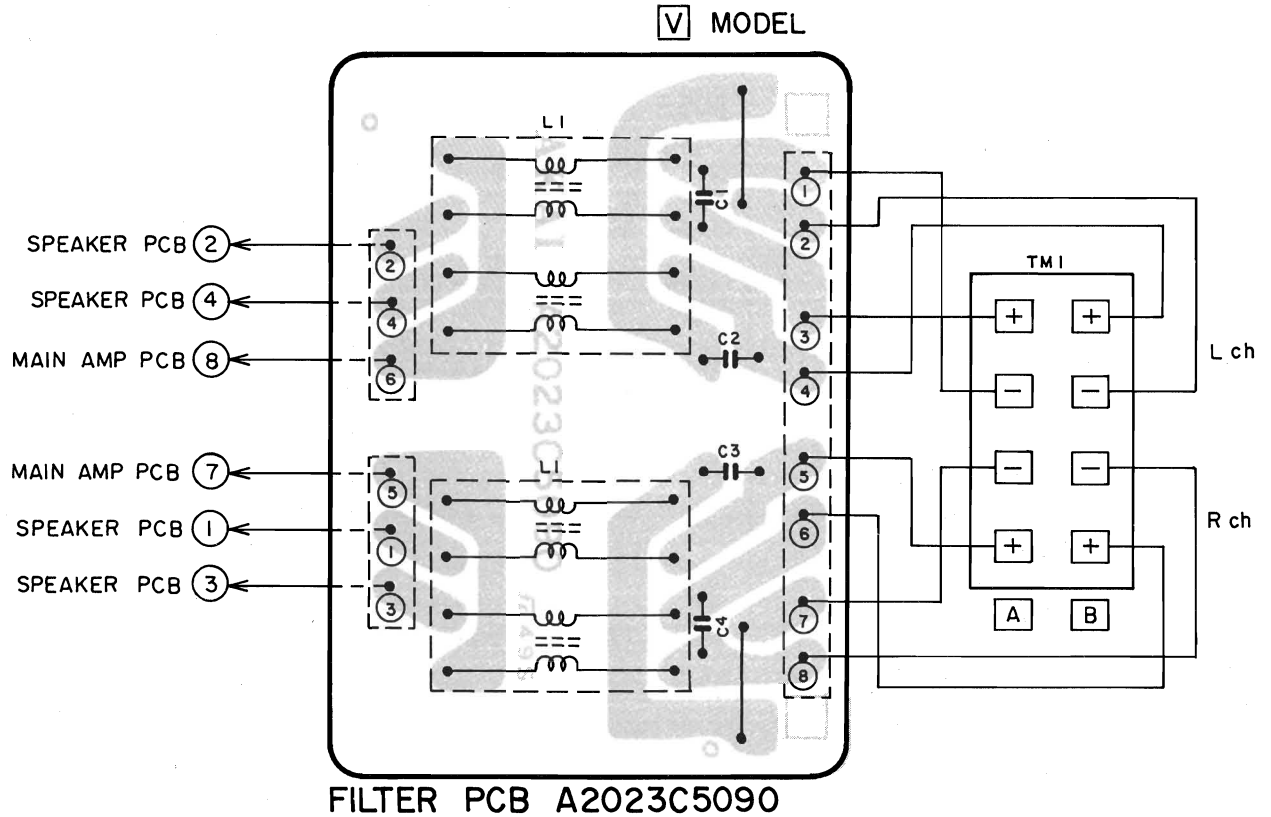 V MODEL
L1
C1
SPEAKER PCB 2
SPEAKER PCB 4
MAIN AMP PCB 8
2
4
6
C2
1
2
3
4
TM1
+ +
− −
− −
+ +
A B
L ch
R ch
MAIN AMP PCB 7
SPEAKER PCB 1
SPEAKER PCB 3
5
1
3
L1
C3
C4
5
6
7
8
AKAI A2023C5090
FILTER PCB A2023C5090